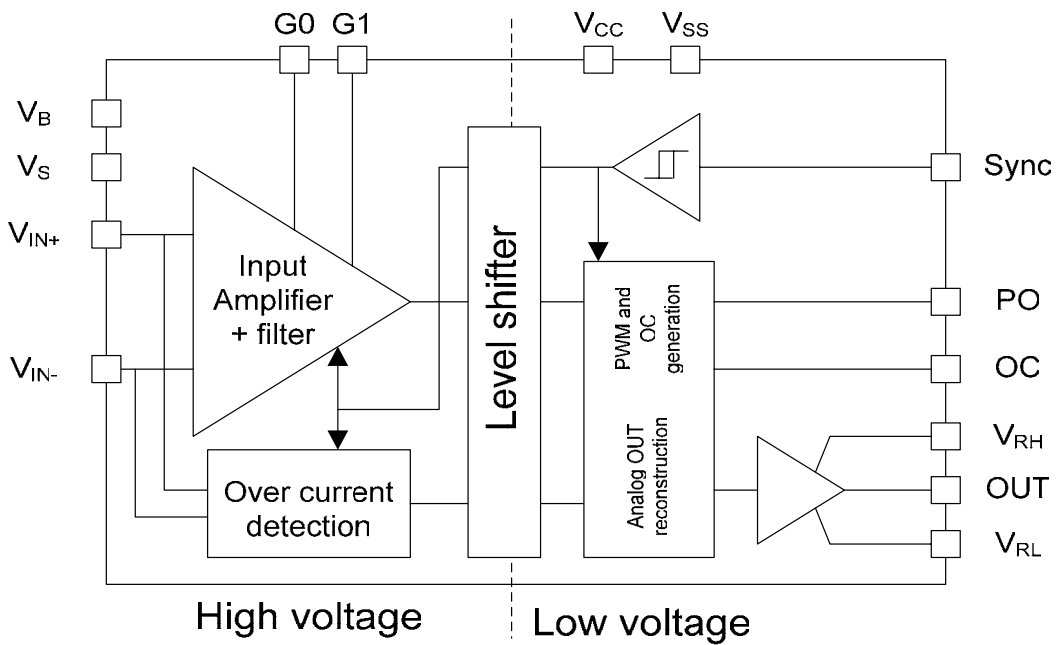 G0
G1
VCC
VSS
VB
VS
VIN+
VIN-
Input
Amplifier
+ filter
Over current
detection
Level shifter
PWM and
OC
generation
Analog OUT
reconstruction
Sync
PO
OC
VRH
OUT
VRL
High voltage
Low voltage